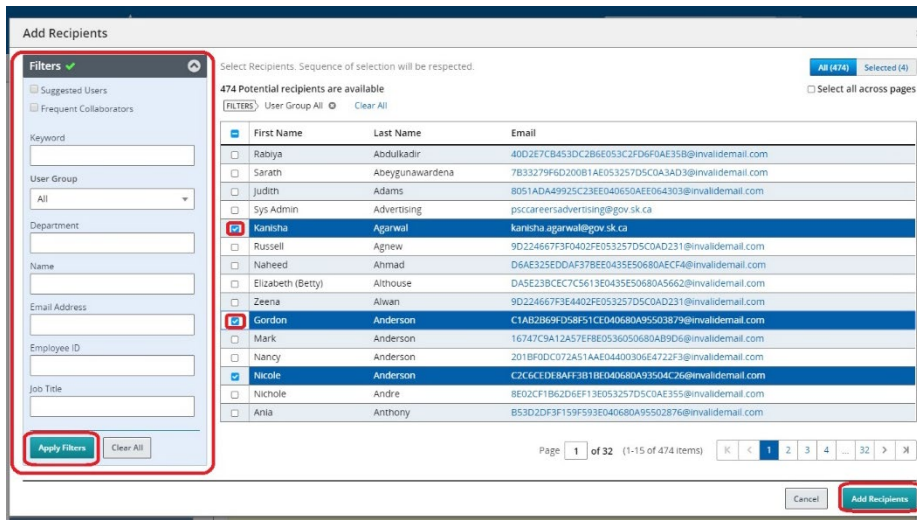 Add Recipients
Filters
Suggested Users
Frequent Collaborators
Keyword
User Group
All
Department
Name
Email Address
Employee ID
Job Title
Apply Filters Clear All
Select Recipients. Sequence of selection will be respected.
All (474) Selected (4)
474 Potential recipients are available
Select all across pages
FILTERS User Group All Clear All
First Name Last Name Email
Rabiya Abdulkadir 40D2E7CB453DC2B6E053C2FD6F0AE35B@invalidemail.com
Sarath Abeygunawardena 7B33279F6D200B1AE053257D5C0A3AD3@invalidemail.com
Judith Adams 8051ADA49925C23EE040650AEE064303@invalidemail.com
Sys Admin Advertising psccareersadvertising@gov.sk.ca
Kanisha Agarwal kanisha.agarwal@gov.sk.ca
Russell Agnew 9D224667F3F0402FE053257D5C0AD231@invalidemail.com
Naheed Ahmad D6AE325EDDAF37BEE0435E50680AECF4@invalidemail.com
Elizabeth (Betty) Althouse DA5E23BCEC7C5613E0435E50680A5662@invalidemail.com
Zeena Alwan 9D224667F3E4402FE053257D5C0AD231@invalidemail.com
Gordon Anderson C1AB2B69FD58F51CE040680A95503879@invalidemail.com
Mark Anderson 16747C9A12A57EF8E0536050680AB9D6@invalidemail.com
Nancy Anderson 201BF0DC072A51AAE04400306E4722F3@invalidemail.com
Nicole Anderson C2C6CEDE8AFF3B1BE040680A93504C26@invalidemail.com
Nichole Andre 8E02CF1B62D6EF13E053257D5C0AE355@invalidemail.com
Ania Anthony B53D2DF3F159F593E040680A95502876@invalidemail.com
Page 1 of 32 (1-15 of 474 items) K < 1 2 3 4 ... 32 > X
Cancel Add Recipients